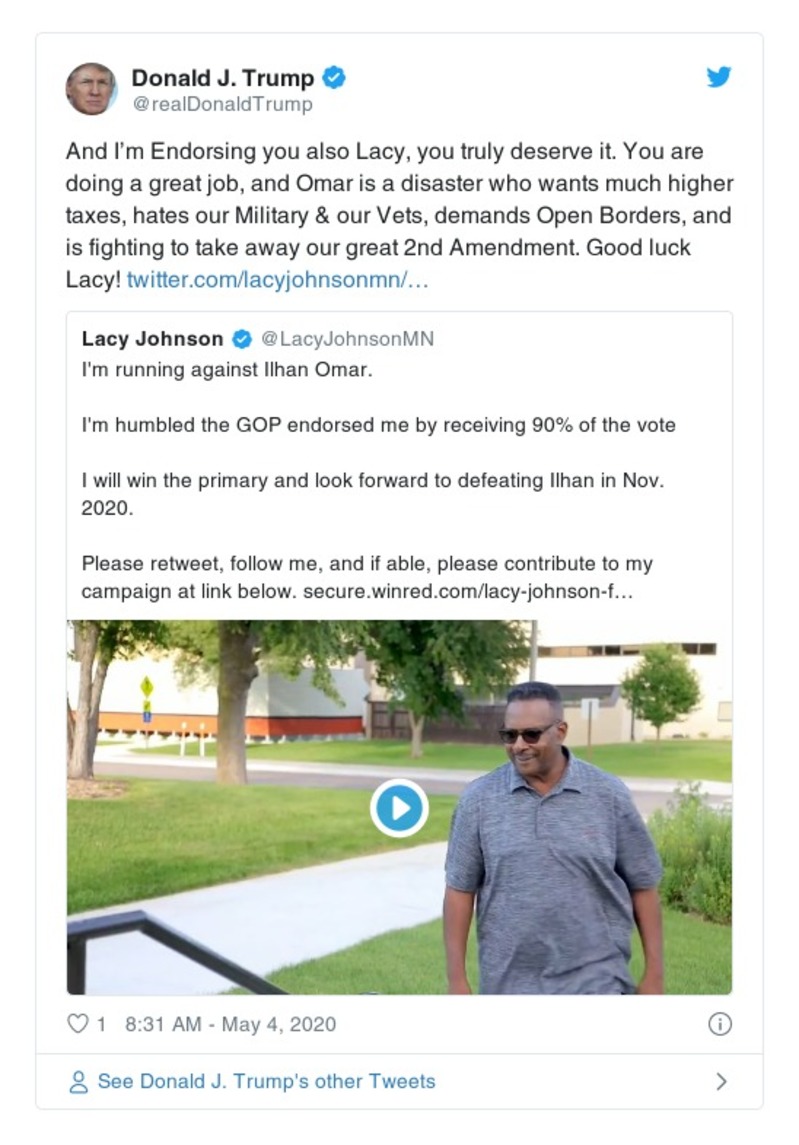 Donald J. Trump
@realDonaldTrump
And I’m Endorsing you also Lacy, you truly deserve it. You are
doing a great job, and Omar is a disaster who wants much higher
taxes, hates our Military & our Vets, demands Open Borders, and
is fighting to take away our great 2nd Amendment. Good luck
Lacy! twitter.com/lacyjohnsonmn/…
Lacy Johnson @LacyJohnsonMN
I'm running against Ilhan Omar.
I'm humbled the GOP endorsed me by receiving 90% of the vote
I will win the primary and look forward to defeating Ilhan in Nov.
2020.
Please retweet, follow me, and if able, please contribute to my
campaign at link below. secure.winred.com/lacy-johnson-f…
1 8:31 AM - May 4, 2020
See Donald J. Trump's other Tweets